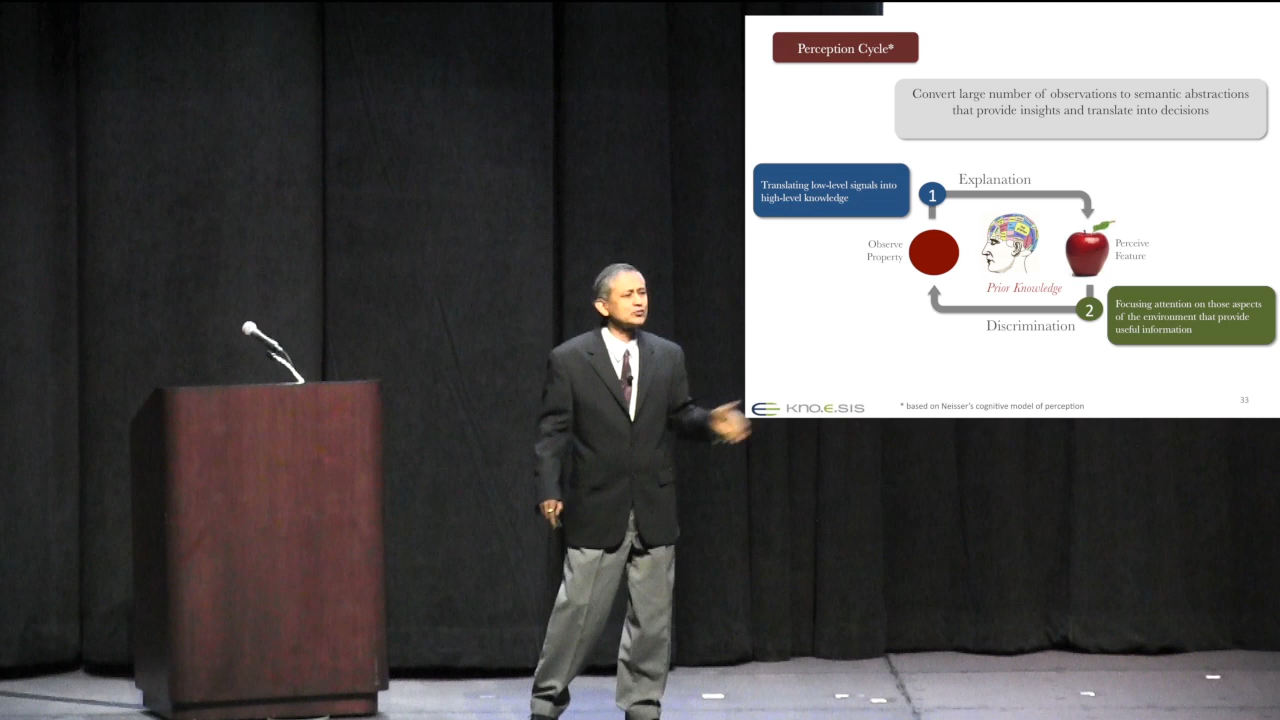 Perception Cycle*
Convert large number of observations to semantic abstractions
that provide insights and translate into decisions
Translating low-level signals into
high-level knowledge
1
Explanation
Observe
Property
Perceive
Feature
Prior Knowledge
2
Discrimination
Focusing attention on those aspects
of the environment that provide
useful information
kno.e.sis
* based on Neisser's cognitive model of perception
33